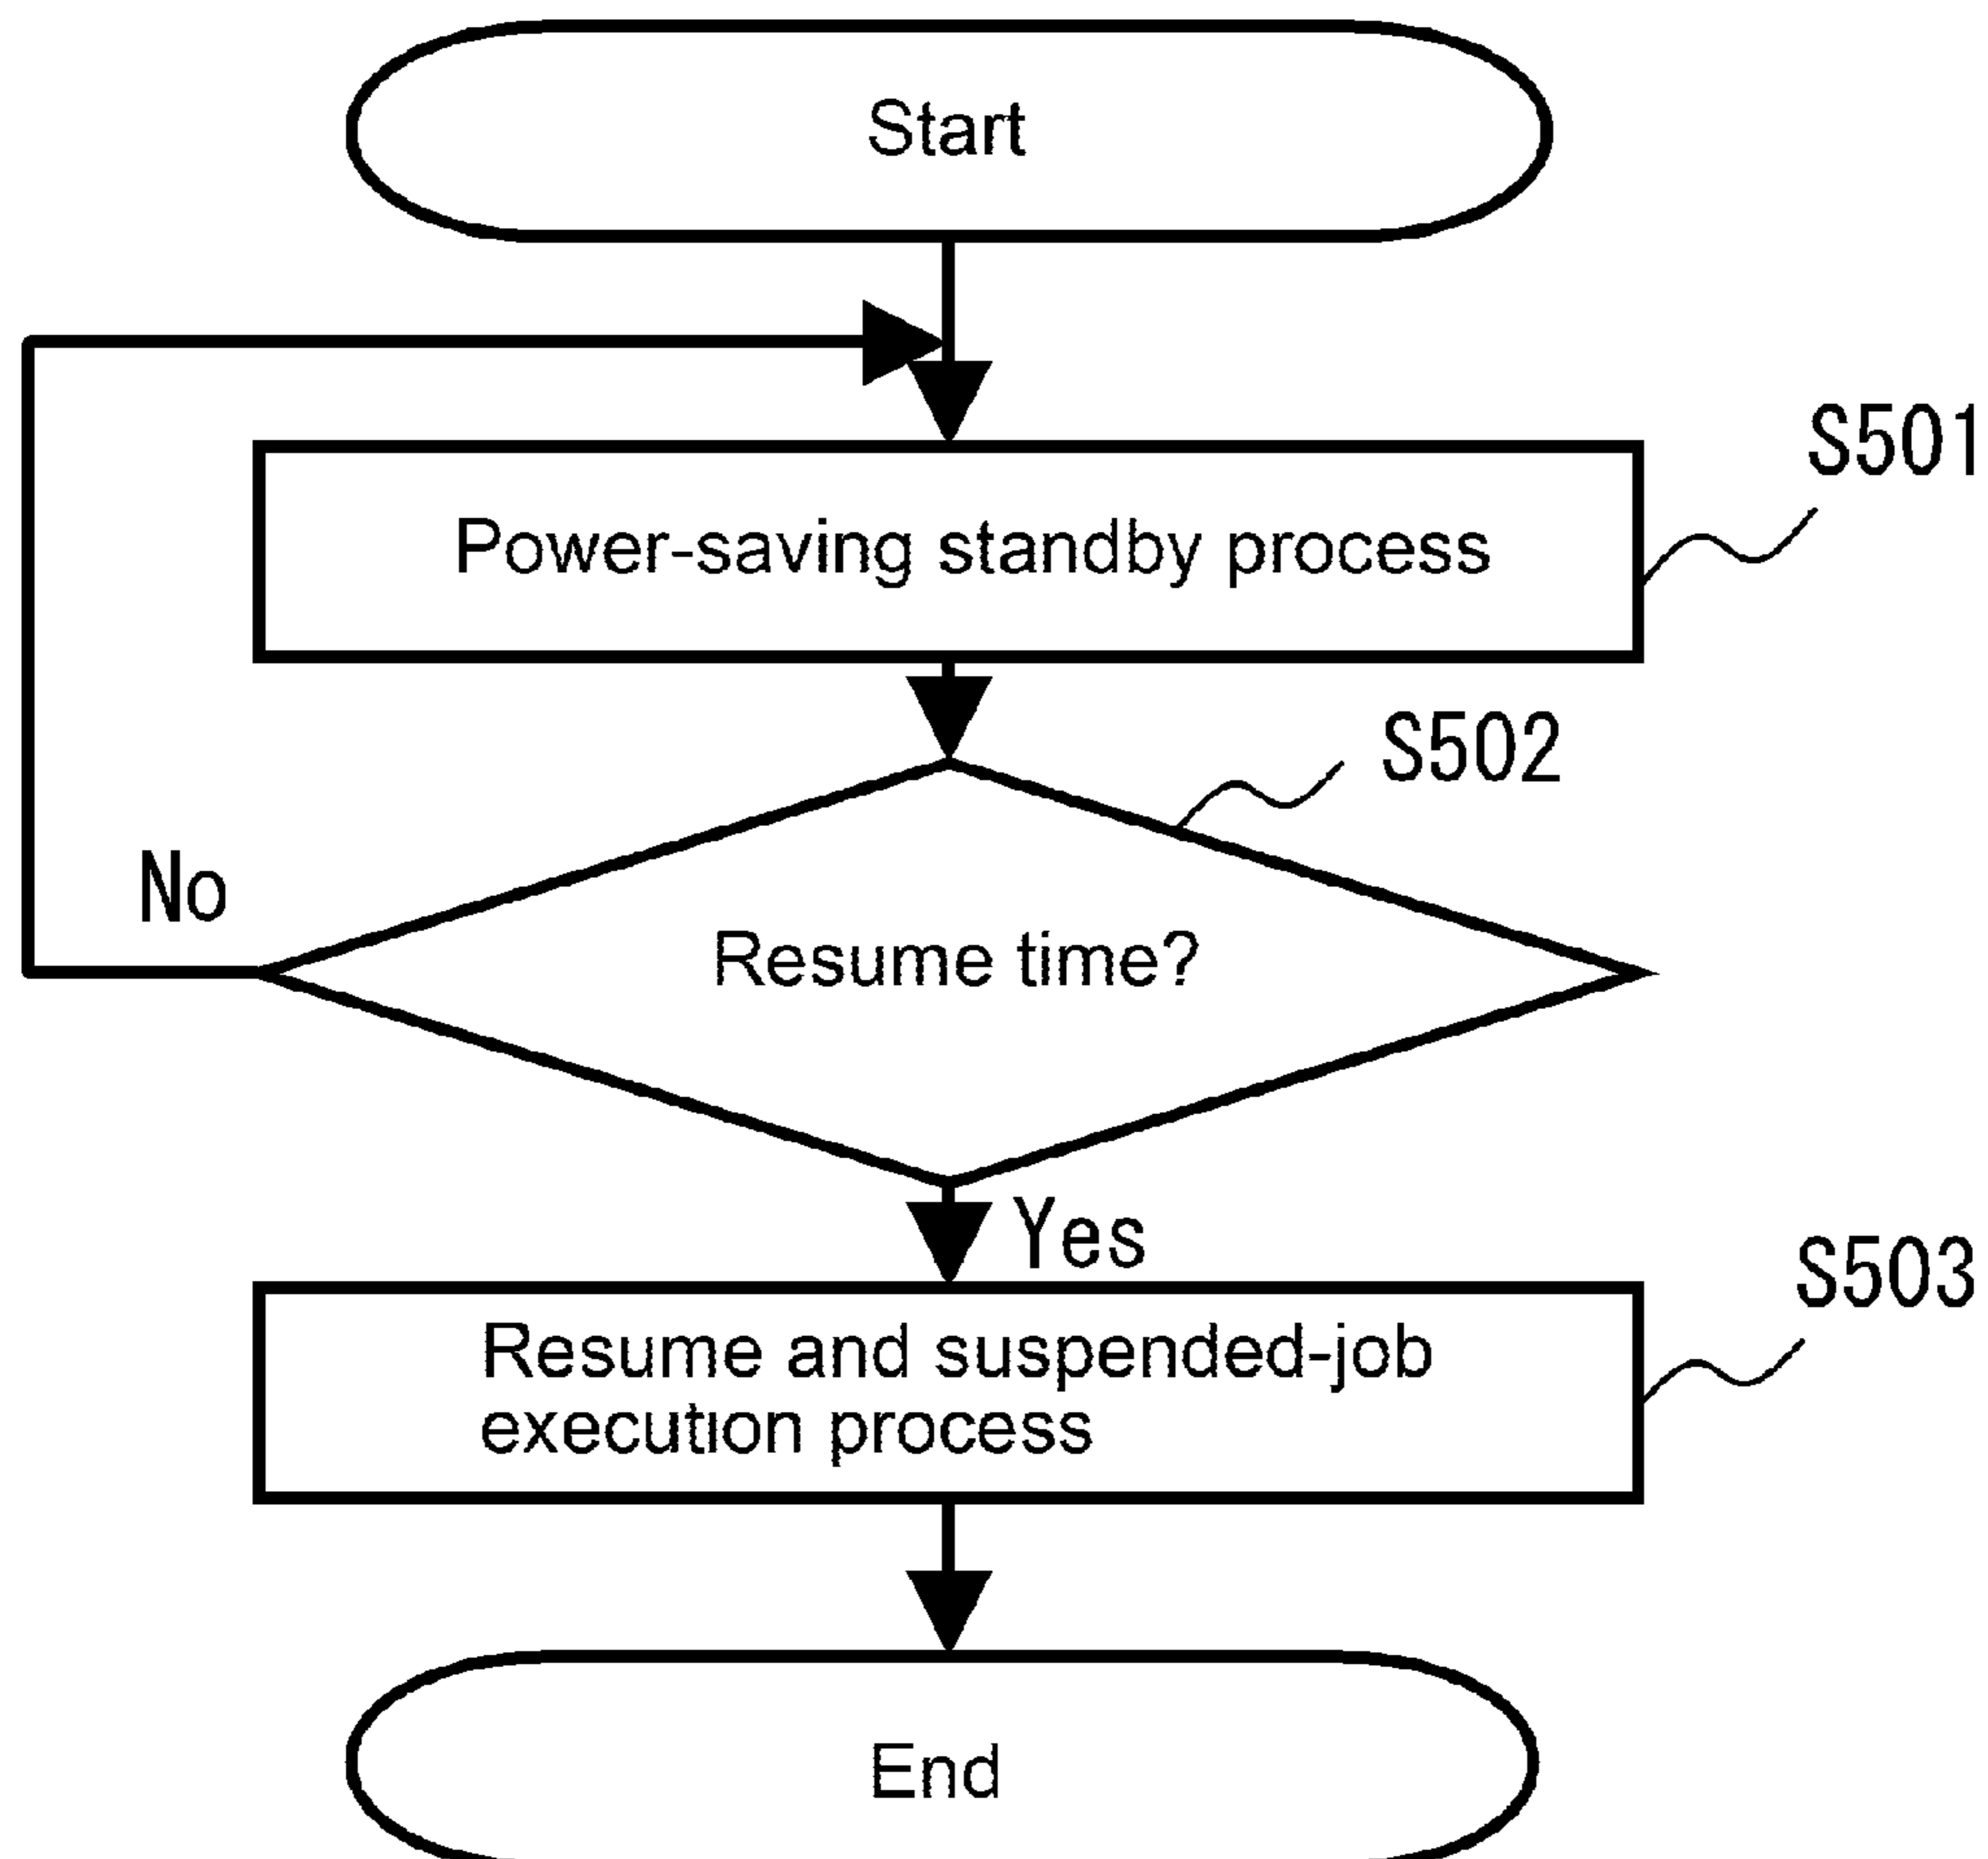 Start
S501
Power-saving standby process
S502
No
Resume time?
Yes
S503
Resume and suspended-job
execution process
End